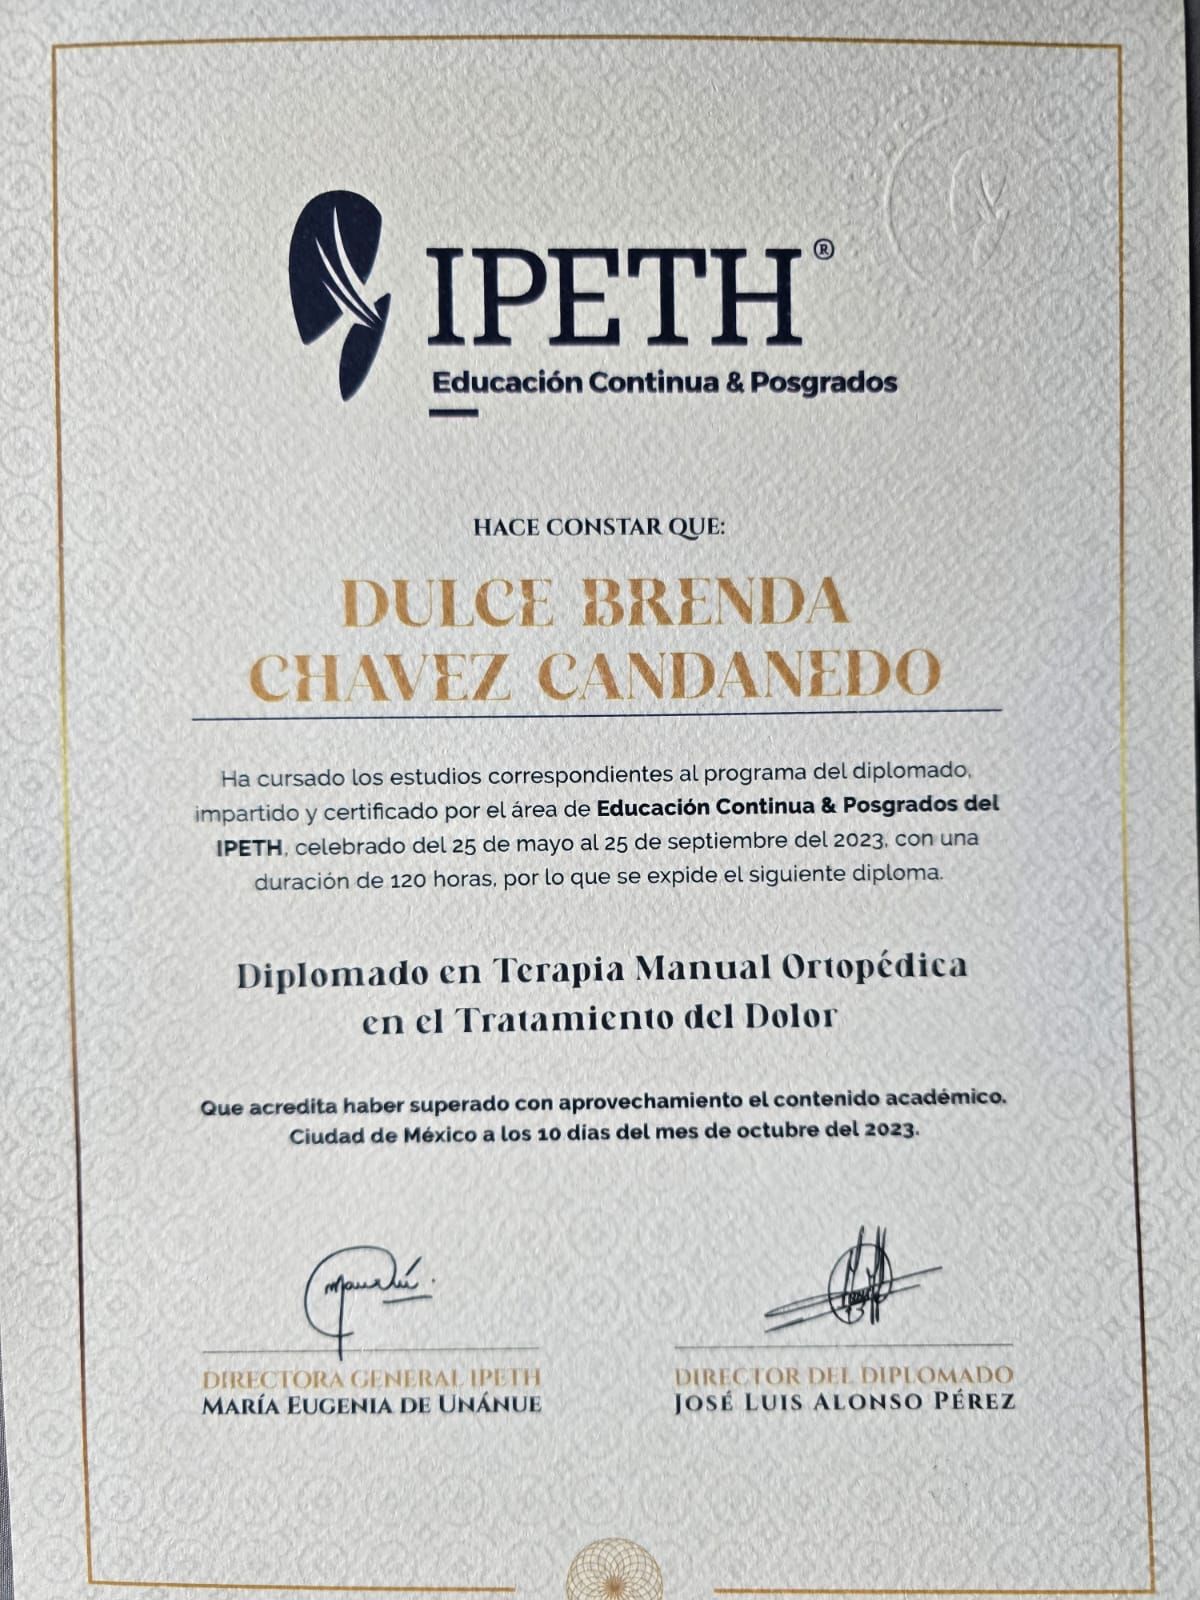 IPETH®
Educación Continua & Posgrados
HACE CONSTAR QUE:
DULCE BRENDA
CHAVEZ CANDANEDO
Ha cursado los estudios correspondientes al programa del diplomado,
impartido y certificado por el área de Educación Continua & Posgrados del
IPETH, celebrado del 25 de mayo al 25 de septiembre del 2023, con una
duración de 120 horas, por lo que se expide el siguiente diploma.
Diplomado en Terapia Manual Ortopédica
en el Tratamiento del Dolor
Que acredita haber superado con aprovechamiento el contenido académico.
Ciudad de México a los 10 días del mes de octubre del 2023.
DIRECTORA GENERAL IPETH
MARÍA EUGENIA DE UNÁNUE
DIRECTOR DEL DIPLOMADO
JOSÉ LUIS ALONSO PÉREZ